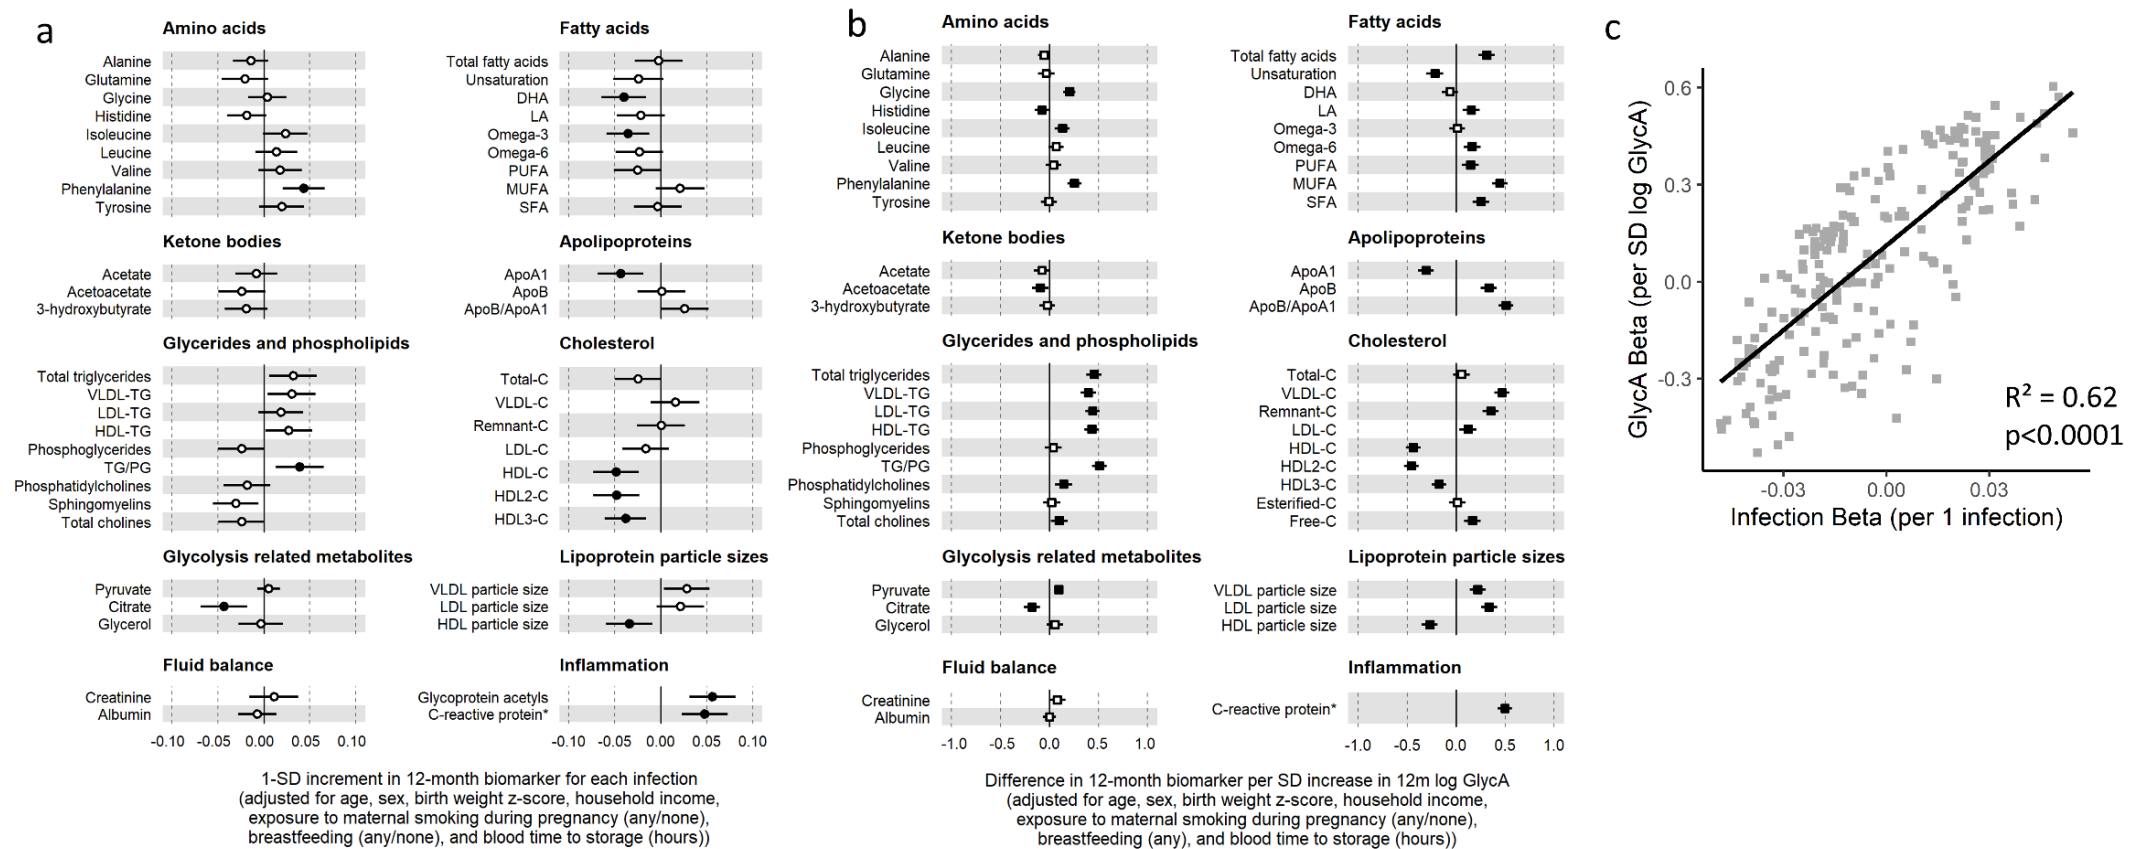 a
Amino acids
Alanine
Glutamine
Glycine
Histidine
Isoleucine
Leucine
Valine
Phenylalanine
Tyrosine
Ketone bodies
Acetate
Acetoacetate
3-hydroxybutyrate
Glycerides and phospholipids
Total triglycerides
VLDL-TG
LDL-TG
HDL-TG
Phosphoglycerides
TG/PG
Phosphatidylcholines
Sphingomyelins
Total cholines
Glycolysis related metabolites
Pyruvate
Citrate
Glycerol
Fluid balance
Creatinine
Albumin
-0.10 -0.05 0.00 0.05 0.10
Fatty acids
Total fatty acids
Unsaturation
DHA
LA
Omega-3
Omega-6
PUFA
MUFA
SFA
Apolipoproteins
ApoA1
ApoB
ApoB/ApoA1
Cholesterol
Total-C
VLDL-C
Remnant-C
LDL-C
HDL-C
HDL2-C
HDL3-C
Lipoprotein particle sizes
VLDL particle size
LDL particle size
HDL particle size
Inflammation
Glycoprotein acetyls
C-reactive protein*
-0.10 -0.05 0.00 0.05 0.10
1-SD increment in 12-month biomarker for each infection
(adjusted for age, sex, birth weight z-score, household income,
exposure to maternal smoking during pregnancy (any/none),
breastfeeding (any/none), and blood time to storage (hours))
b
Amino acids
Alanine
Glutamine
Glycine
Histidine
Isoleucine
Leucine
Valine
Phenylalanine
Tyrosine
Ketone bodies
Acetate
Acetoacetate
3-hydroxybutyrate
Glycerides and phospholipids
Total triglycerides
VLDL-TG
LDL-TG
HDL-TG
Phosphoglycerides
TG/PG
Phosphatidylcholines
Sphingomyelins
Total cholines
Glycolysis related metabolites
Pyruvate
Citrate
Glycerol
Fluid balance
Creatinine
Albumin
-1.0 -0.5 0.0 0.5 1.0
Fatty acids
Total fatty acids
Unsaturation
DHA
LA
Omega-3
Omega-6
PUFA
MUFA
SFA
Apolipoproteins
ApoA1
ApoB
ApoB/ApoA1
Cholesterol
Total-C
VLDL-C
Remnant-C
LDL-C
HDL-C
HDL2-C
HDL3-C
Esterified-C
Free-C
Lipoprotein particle sizes
VLDL particle size
LDL particle size
HDL particle size
Inflammation
C-reactive protein*
-1.0 -0.5 0.0 0.5 1.0
Difference in 12-month biomarker per SD increase in 12m log GlycA
(adjusted for age, sex, birth weight z-score, household income,
exposure to maternal smoking during pregnancy (any/none),
breastfeeding (any), and blood time to storage (hours))
c
GlycA Beta (per SD log GlycA)
0.6
0.3
0.0
-0.3
R² = 0.62
p<0.0001
-0.03 0.00 0.03
Infection Beta (per 1 infection)